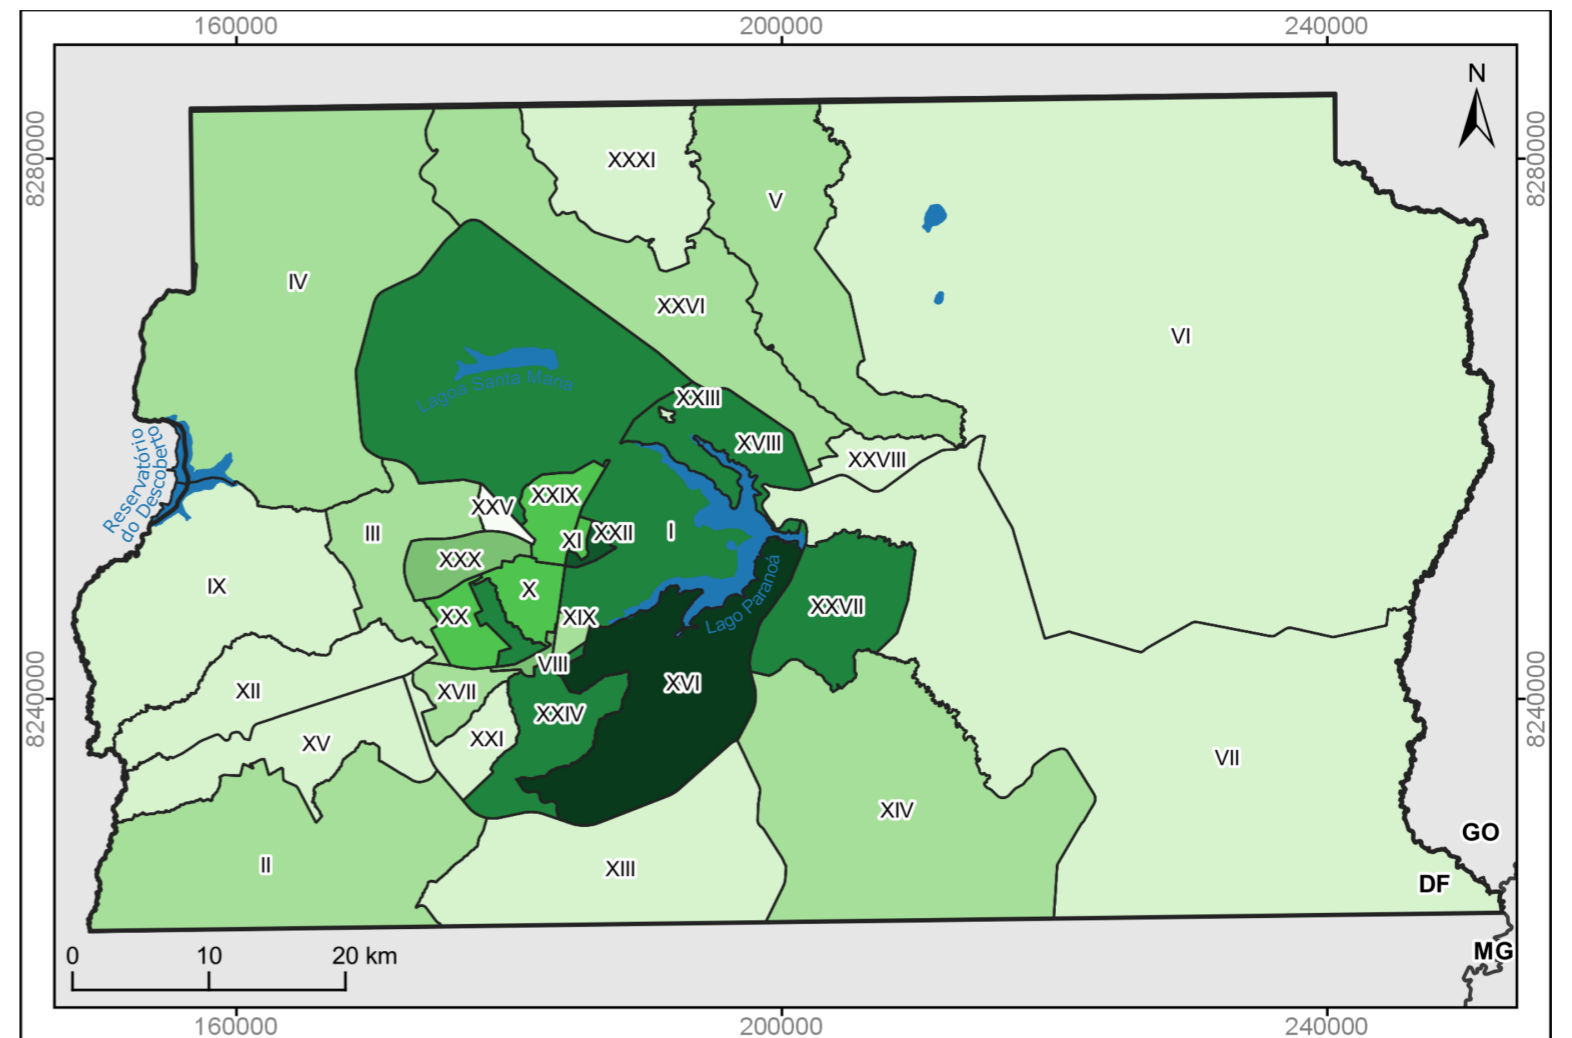 160000
200000
240000
N
8280000
8280000
XXXI
V
IV
XXVI
VI
Lagoa Santa Maria
XXIII
XVIII
XXVIII
Reservatório
do Descoberto
XXV
XXIX
III
XI
XXII
I
XXX
IX
X
Lago Paranoá
XXVII
XX
XIX
VIII
XVI
8240000
8240000
XII
XVII
XXIV
XXI
XV
VII
XIV
GO
II
XIII
DF
MG
0
10
20 km
160000
200000
240000